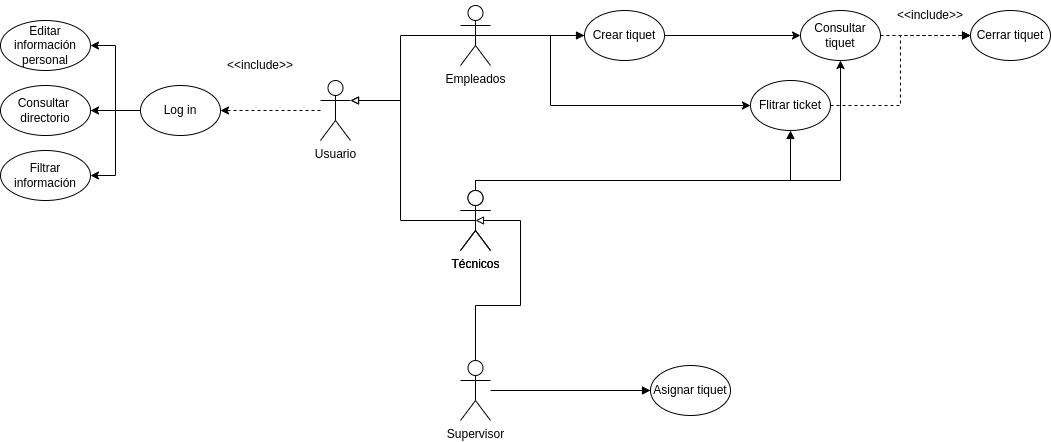 Editar
información
personal
Consultar
directorio
Filtrar
información
Log in
<<include>>
Usuario
Empleados
Crear tiquet
Consultar
tiquet
<<include>>
Cerrar tiquet
Flitrar ticket
Técnicos
Supervisor
Asignar tiquet